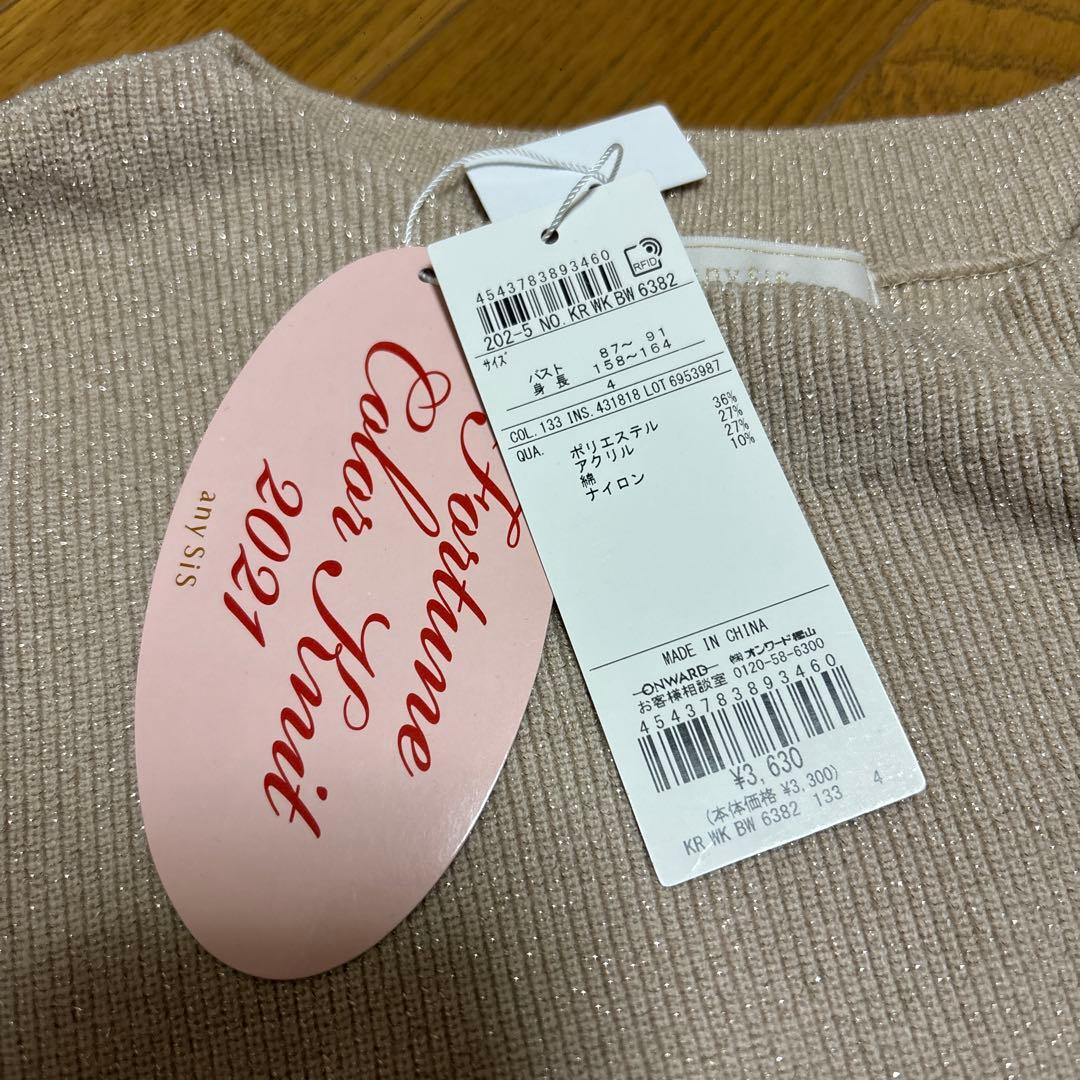 Fortune
Color Knit
2021
any SiS
4543783893460
RFID
202-5 NO. KR WK BW 6382
サイズ
バスト 87～ 91
身長 158～164
4
COL. 133 INS. 431818 LOT 6953987
QUA. ポリエステル 36%
アクリル 27%
綿 27%
ナイロン 10%
MADE IN CHINA
ONWARD ㈱オンワード樫山
お客様相談室 0120-58-6300
4543783893460
¥3,630
(本体価格 ¥3,300)
KR WK BW 6382 133 4
any SiS